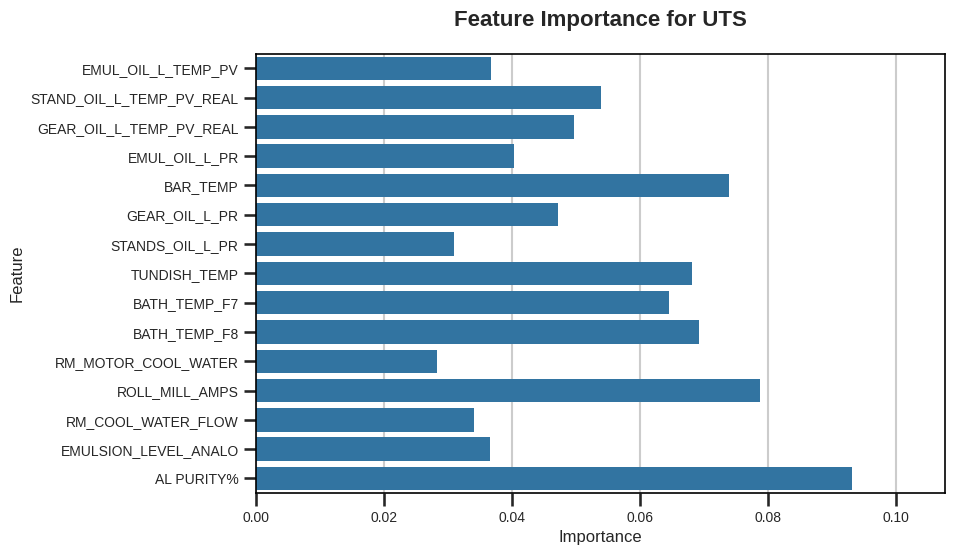 Feature Importance for UTS
Feature
EMUL_OIL_L_TEMP_PV
STAND_OIL_L_TEMP_PV_REAL
GEAR_OIL_L_TEMP_PV_REAL
EMUL_OIL_L_PR
BAR_TEMP
GEAR_OIL_L_PR
STANDS_OIL_L_PR
TUNDISH_TEMP
BATH_TEMP_F7
BATH_TEMP_F8
RM_MOTOR_COOL_WATER
ROLL_MILL_AMPS
RM_COOL_WATER_FLOW
EMULSION_LEVEL_ANALO
AL PURITY%
0.00 0.02 0.04 0.06 0.08 0.10
Importance